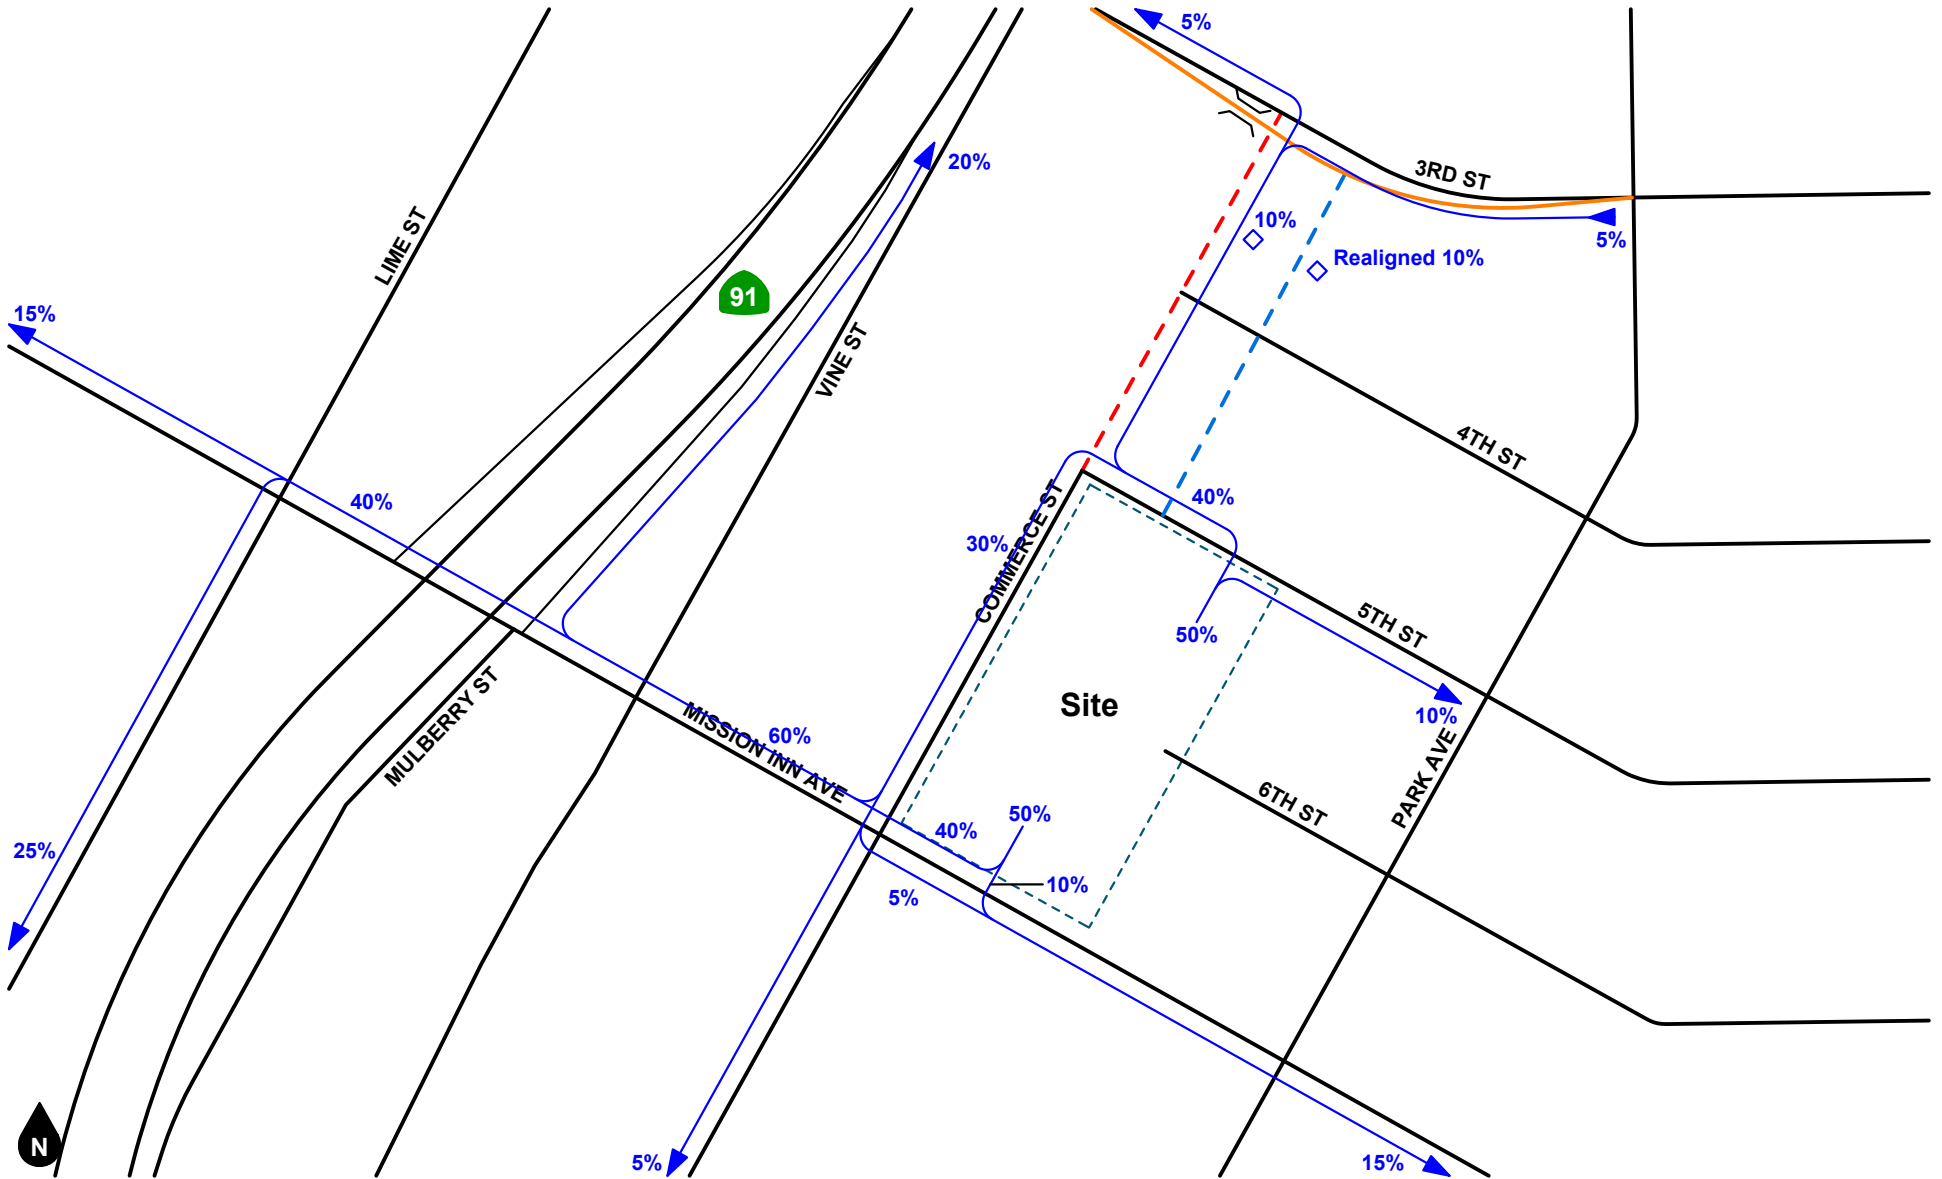 5%
3RD ST
20%
LIME ST
10%
5%
Realigned 10%
91
15%
VINE ST
4TH ST
40%
40%
COMMERCE ST
30%
5TH ST
50%
MULBERRY ST
MISSION INN AVE
60%
Site
10%
PARK AVE
6TH ST
50%
40%
25%
10%
5%
N
5%
15%